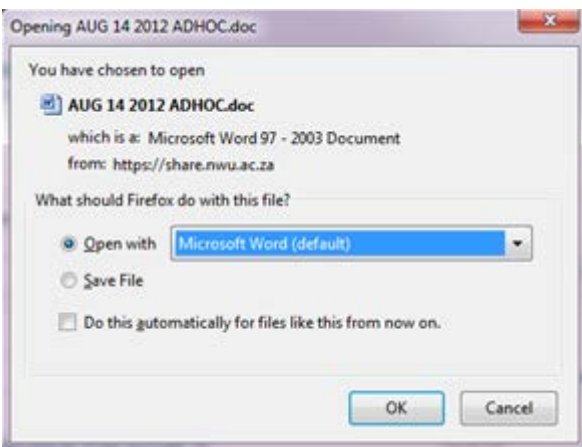 Opening AUG 14 2012 ADHOC.doc
You have chosen to open
AUG 14 2012 ADHOC.doc
which is a: Microsoft Word 97 - 2003 Document
from: https://share.nwu.ac.za
What should Firefox do with this file?
Open with Microsoft Word (default)
Save File
Do this automatically for files like this from now on.
OK Cancel